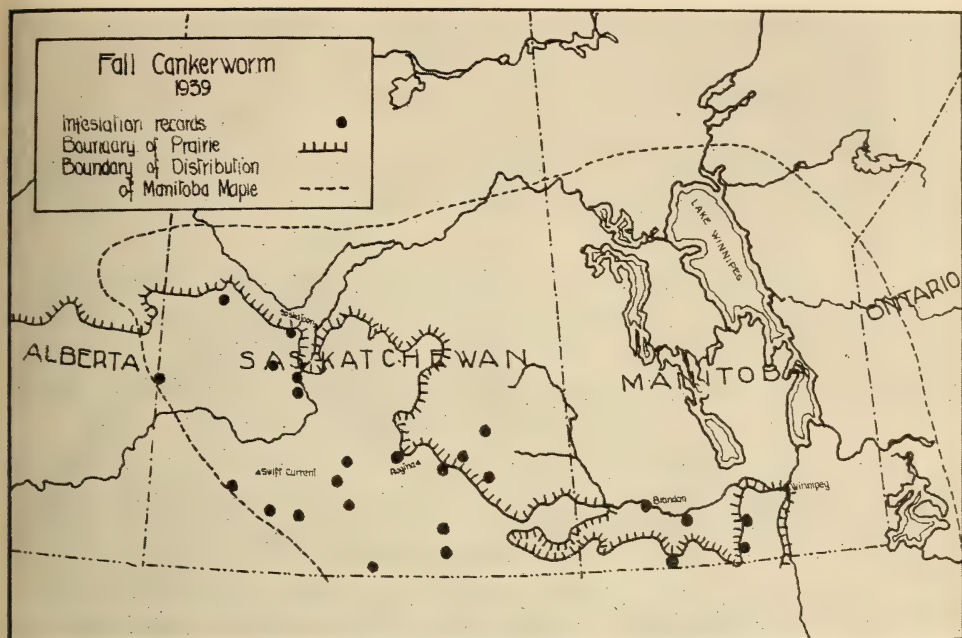 Fall Cankerworm
1939
Infestation records
Boundary of Prairie
Boundary of Distribution
of Manitoba Maple
LAKE WINNIPEG
ONTARIO
Saskatoon
ALBERTA
SASKATCHEWAN
MANITOBA
Swift Current
Regina
Brandon
Winnipeg